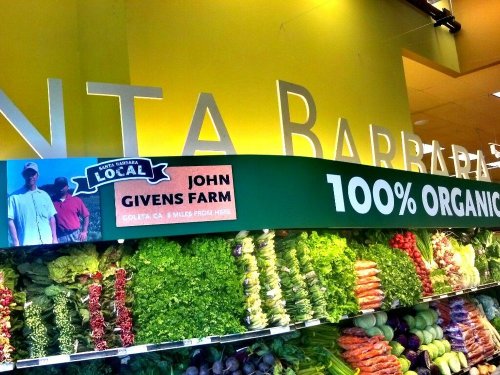 NTA BARBARA
SANTA BARBARA
LOCAL
JOHN
GIVENS FARM
GOLETA, CA. 8 MILES FROM HERE
100% ORGANIC